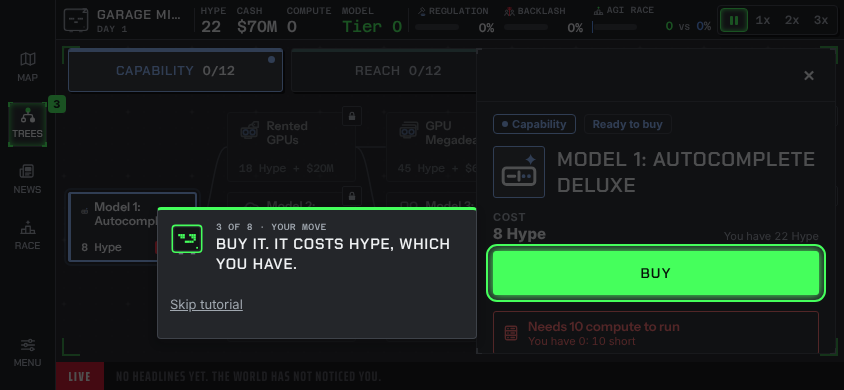 GARAGE MI...
DAY 1
HYPE 22
CASH $70M
COMPUTE 0
MODEL Tier 0
REGULATION 0%
BACKLASH 0%
AGI RACE
0 vs 0%
1x 2x 3x
MAP
3
TREES
NEWS
RACE
MENU
CAPABILITY 0/12
REACH 0/12
Rented
GPUs
18 Hype + $20M
GPU
Megadea
45 Hype + $6
Model 1:
Autocompl
8 Hype
Model 2:
Model 3:
3 OF 8 · YOUR MOVE
BUY IT. IT COSTS HYPE, WHICH
YOU HAVE.
Skip tutorial
×
Capability
Ready to buy
MODEL 1: AUTOCOMPLETE
DELUXE
COST
8 Hype
You have 22 Hype
BUY
Needs 10 compute to run
You have 0: 10 short
LIVE
NO HEADLINES YET. THE WORLD HAS NOT NOTICED YOU.